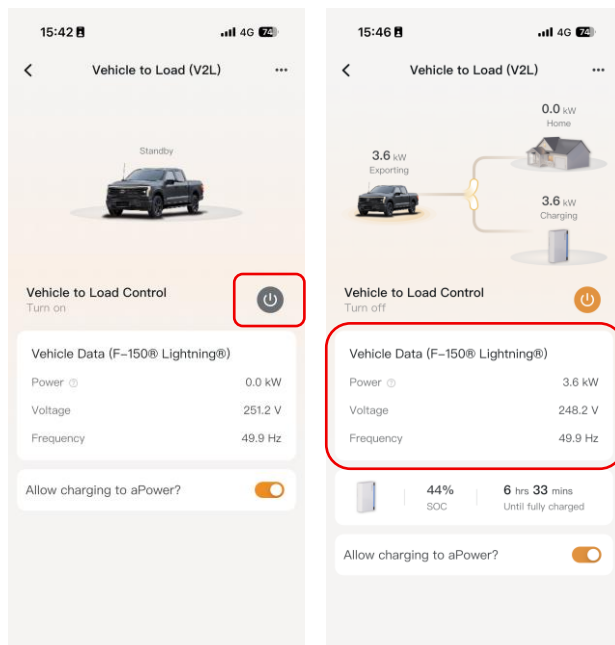 15:42
4G 74
Vehicle to Load (V2L)
Standby
Vehicle to Load Control
Turn on
Vehicle Data (F-150® Lightning®)
Power 0.0 kW
Voltage 251.2 V
Frequency 49.9 Hz
Allow charging to aPower?
15:46
4G 74
Vehicle to Load (V2L)
0.0 kW
Home
3.6 kW
Exporting
3.6 kW
Charging
Vehicle to Load Control
Turn off
Vehicle Data (F-150® Lightning®)
Power 3.6 kW
Voltage 248.2 V
Frequency 49.9 Hz
44% 6 hrs 33 mins
SOC Until fully charged
Allow charging to aPower?